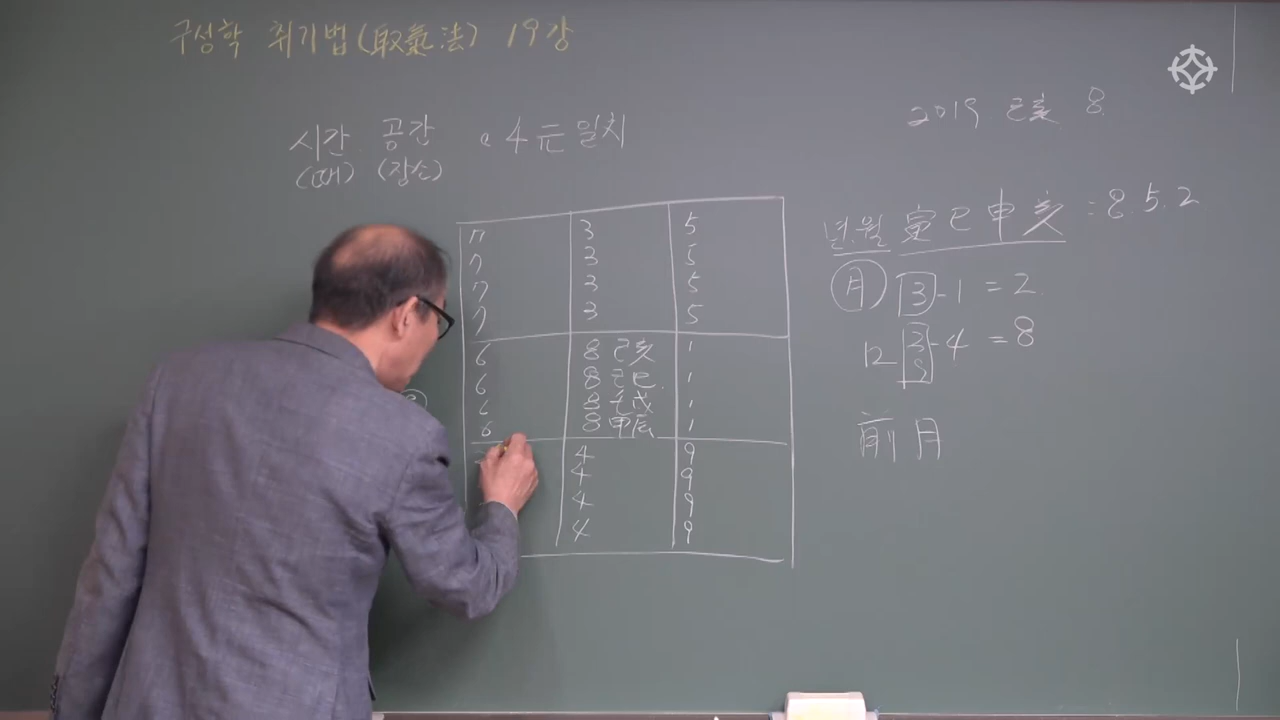 구성학 취기법(取氣法) 19강
시간 공간 4元일치
(때) (장소)
2019 己亥 8
년.월 寅巳申亥 : 8.5.2
月 3-1 = 2
12 3-4 = 8
前月
7 3 5
7 3 5
7 3 5
7 3 5
6 8 己亥 1
6 8 己巳 1
6 8 壬戌 1
6 8 甲辰 1
4 9
4 9
4 9
4 9